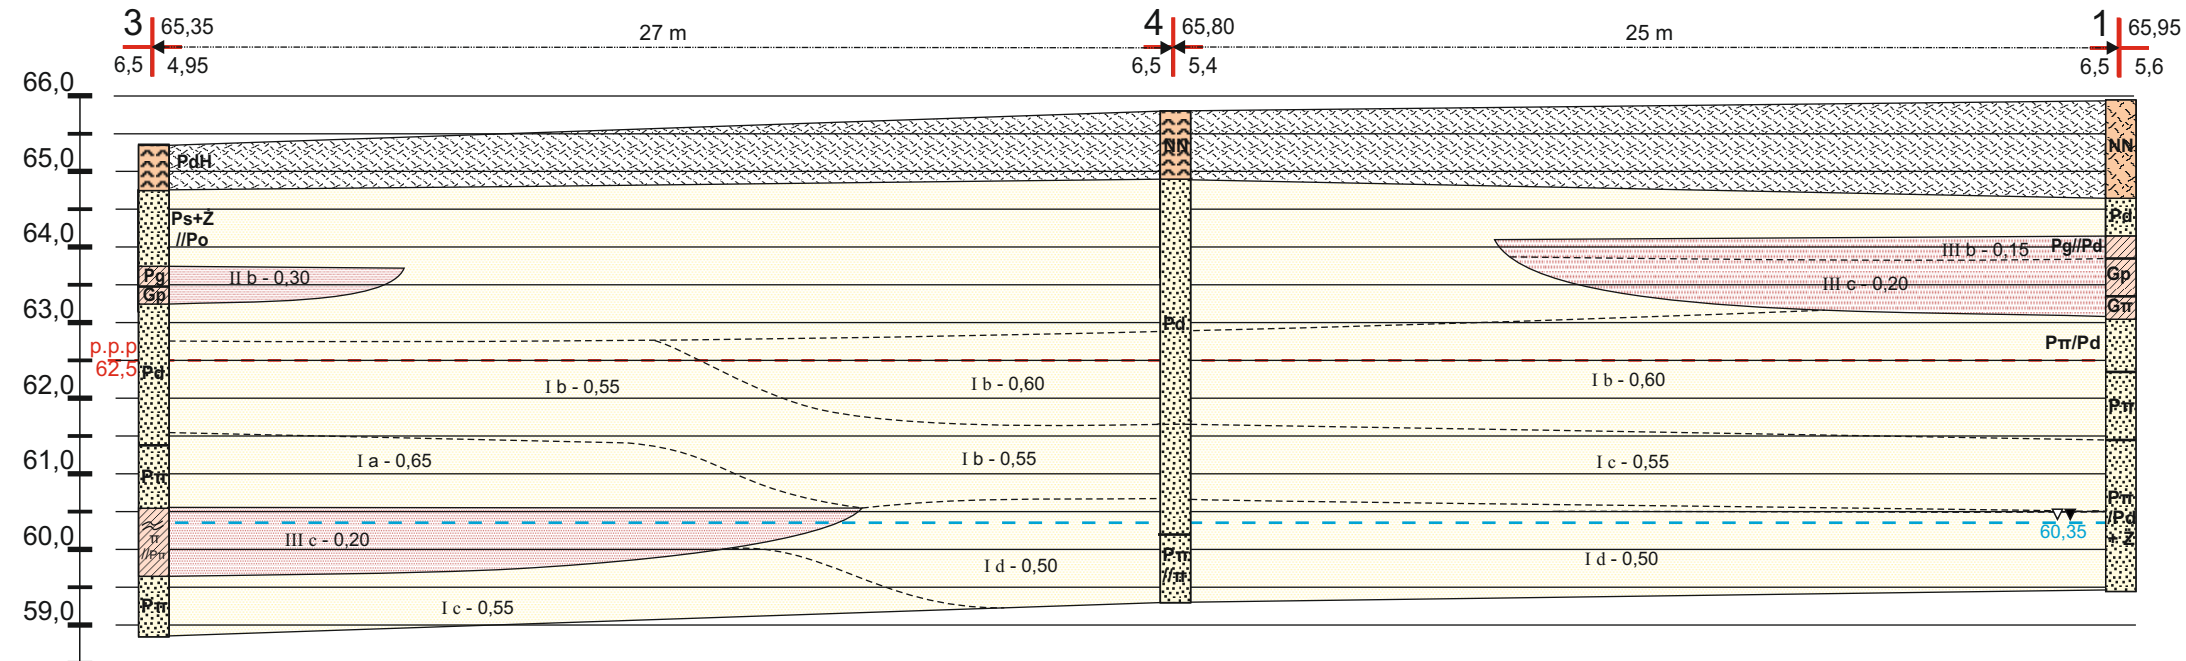 3 65,35
27 m
4 65,80
25 m
1 65,95
6,5 4,95
6,5 5,4
6,5 5,6
66,0
65,0
64,0
63,0
62,0
61,0
60,0
59,0
p.p.p
62,5
PdH
Ps+Ż
//Po
Pg
Gp
Pd
Pπ
π
//Pπ
Pπ
II b - 0,30
I b - 0,55
I a - 0,65
III c - 0,20
I c - 0,55
I b - 0,60
I b - 0,55
I d - 0,50
NN
Pd
Pπ
//π
III b - 0,15
III c - 0,20
I b - 0,60
I c - 0,55
I d - 0,50
60,35
NN
Pd
Pg//Pd
Gp
Gπ
Pπ/Pd
Pπ
Pπ
/Pd
+ Ż